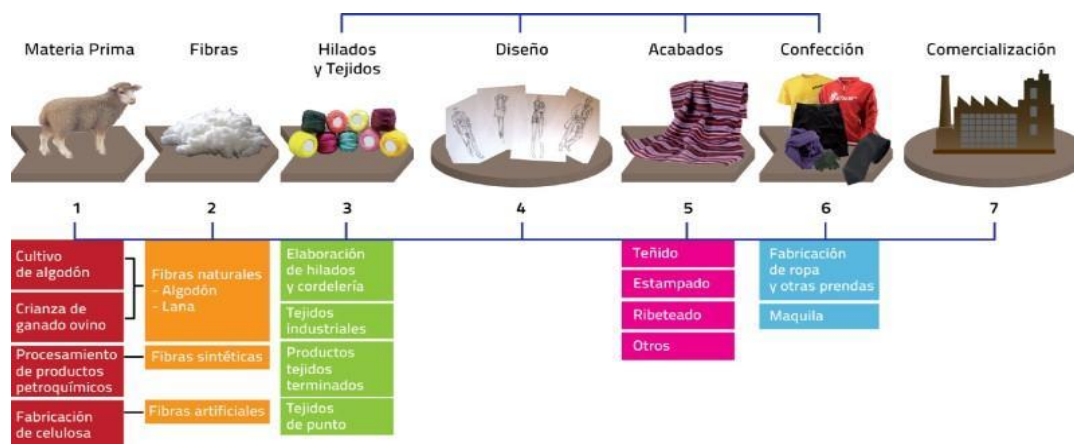 Materia Prima
Fibras
Hilados
y Tejidos
Diseño
Acabados
Confección
Comercialización
1
2
3
4
5
6
7
Cultivo
de algodón
Crianza de
ganado ovino
Procesamiento
de productos
petroquímicos
Fabricación
de celulosa
Fibras naturales
- Algodón
- Lana
Fibras sintéticas
Fibras artificiales
Elaboración
de hilados
y cordelería
Tejidos
industriales
Productos
tejidos
terminados
Tejidos
de punto
Teñido
Estampado
Ribeteado
Otros
Fabricación
de ropa
y otras prendas
Maquila